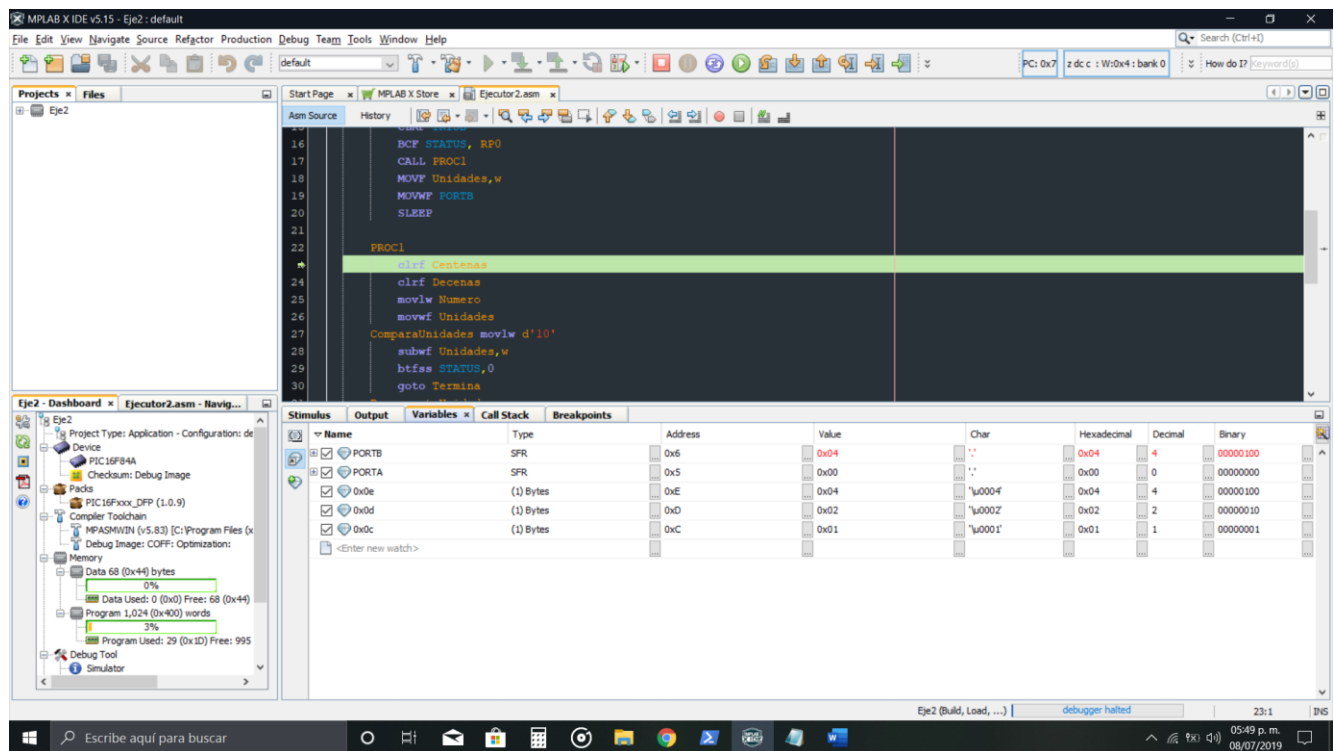 MPLAB X IDE v5.15 - Eje2 : default
File Edit View Navigate Source Refactor Production Debug Team Tools Window Help
Search (Ctrl+I)
default
PC: 0x7 z dc c : W:0x4 : bank 0 How do I? Keyword(s)
Projects Files
Eje2
Start Page MPLAB X Store Ejecutor2.asm
Asm Source History
16 BCF STATUS, RP0
17 CALL PROC1
18 MOVF Unidades,w
19 MOVWF PORTB
20 SLEEP
21
22 PROC1
clrf Centenas
24 clrf Decenas
25 movlw Numero
26 movwf Unidades
27 ComparaUnidades movlw d'10'
28 subwf Unidades,w
29 btfss STATUS,0
30 goto Termina
Eje2 - Dashboard Ejecutor2.asm - Navig...
Eje2
Project Type: Application - Configuration: de
Device
PIC16F84A
Checksum: Debug Image
Packs
PIC16Fxxx_DFP (1.0.9)
Compiler Toolchain
MPASMWIN (v5.83) [C:\Program Files (x
Debug Image: COFF: Optimization:
Memory
Data 68 (0x44) bytes
0%
Data Used: 0 (0x0) Free: 68 (0x44)
Program 1,024 (0x400) words
3%
Program Used: 29 (0x1D) Free: 995
Debug Tool
Simulator
Stimulus Output Variables Call Stack Breakpoints
Name Type Address Value Char Hexadecimal Decimal Binary
PORTB SFR 0x6 0x04 '.' 0x04 4 00000100
PORTA SFR 0x5 0x00 '.' 0x00 0 00000000
0x0e (1) Bytes 0xE 0x04 "\u0004' 0x04 4 00000100
0x0d (1) Bytes 0xD 0x02 "\u0002' 0x02 2 00000010
0x0c (1) Bytes 0xC 0x01 "\u0001' 0x01 1 00000001
<Enter new watch>
Eje2 (Build, Load, ...) debugger halted 23:1 INS
Escribe aquí para buscar
05:49 p. m.
08/07/2019